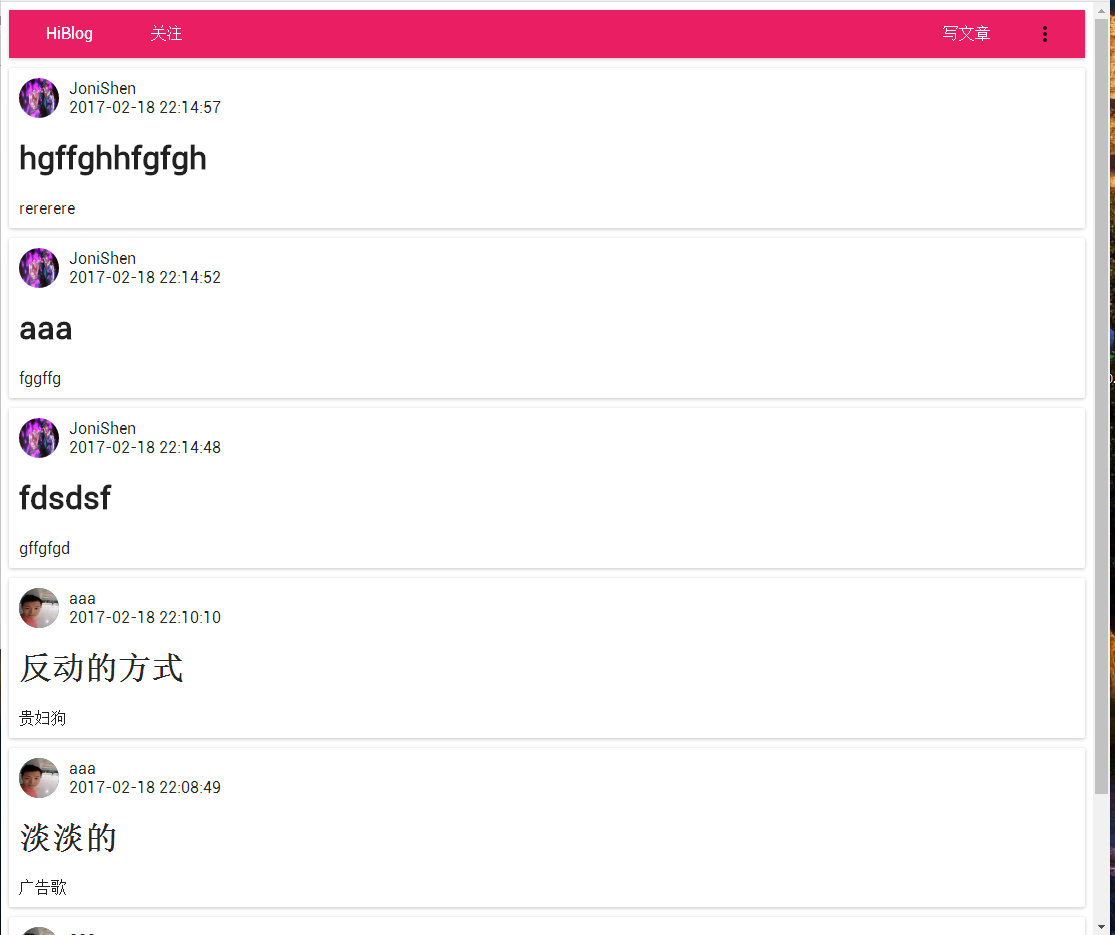 HiBlog 关注 写文章
JoniShen
2017-02-18 22:14:57
hgffghhfgfgh
rerererere
JoniShen
2017-02-18 22:14:52
aaa
fggffg
JoniShen
2017-02-18 22:14:48
fdsdsf
gffgfgd
aaa
2017-02-18 22:10:10
反动的方式
贵妇狗
aaa
2017-02-18 22:08:49
淡淡的
广告歌